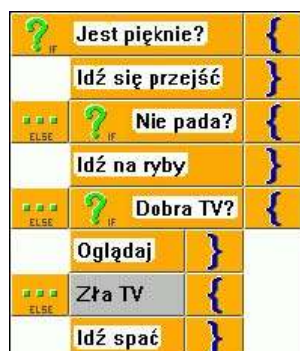 IF Jest pięknie? {
Idź się przejść }
ELSE IF Nie pada? {
Idź na ryby }
ELSE IF Dobra TV? {
Oglądaj }
ELSE Zła TV {
Idź spać }